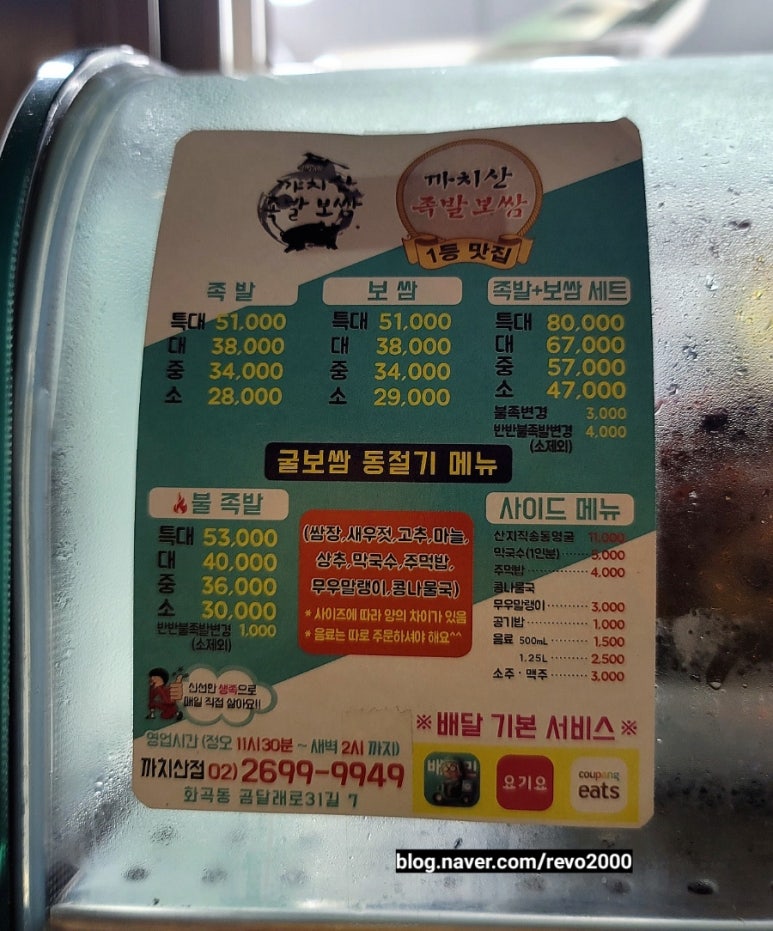 까치산
족발보쌈
까치산
족발보쌈
1등 맛집
족발
특대 51,000
대 38,000
중 34,000
소 28,000
보쌈
특대 51,000
대 38,000
중 34,000
소 29,000
족발+보쌈 세트
특대 80,000
대 67,000
중 57,000
소 47,000
불족변경 3,000
반반불족발변경 4,000
(소제외)
굴보쌈 동절기 메뉴
불 족발
특대 53,000
대 40,000
중 36,000
소 30,000
반반불족발변경 1,000
(소제외)
(쌈장,새우젓,고추,마늘,
상추,막국수,주먹밥,
무우말랭이,콩나물국)
* 사이즈에 따라 양의 차이가 있음
* 음료는 따로 주문하셔야 해요^^
사이드 메뉴
산지직송통영굴 11,000
막국수(1인분) 5,000
주먹밥 4,000
콩나물국
무우말랭이 3,000
공기밥 1,000
음료 500mL 1,500
1.25L 2,500
소주 · 맥주 3,000
신선한 생족으로
매일 직접 삶아요!!
※배달 기본 서비스※
영업시간 (정오 11시30분 ~ 새벽 2시 까지)
까치산점 02) 2699-9949
화곡동 곰달래로31길 7
요기요
coupang
eats
blog.naver.com/revo2000